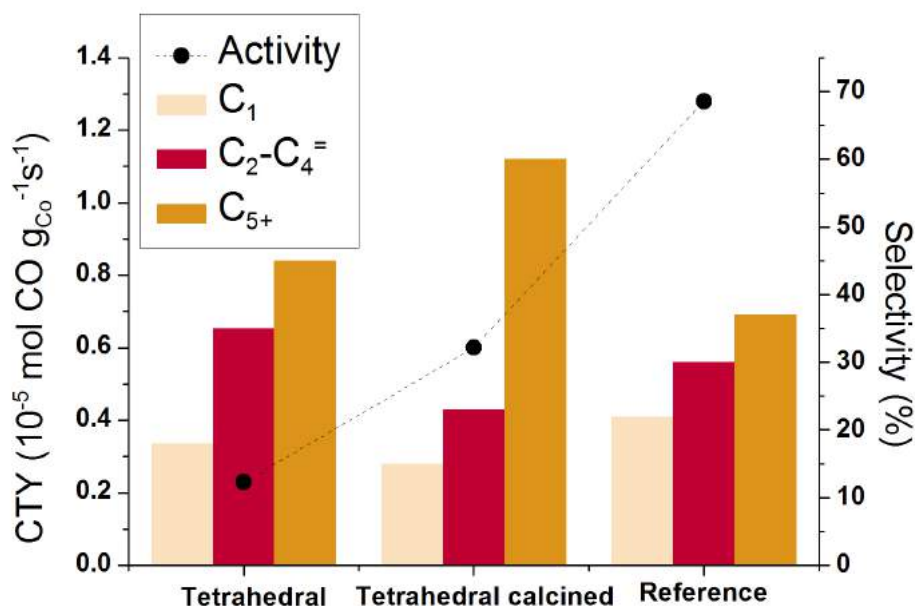 Activity
C₁
C₂-C₄⁼
C₅₊
CTY (10⁻⁵ mol CO g_Co⁻¹s⁻¹)
1.4
1.2
1.0
0.8
0.6
0.4
0.2
0.0
70
60
50
40
30
20
10
0
Selectivity (%)
Tetrahedral
Tetrahedral calcined
Reference